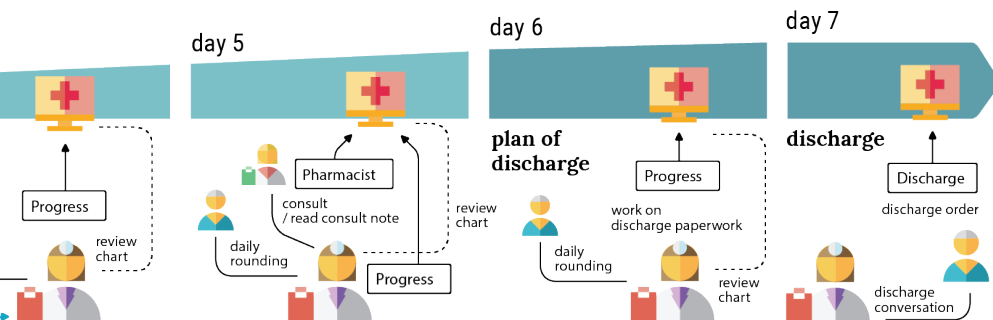 Progress
review
chart
day 5
Pharmacist
consult
/ read consult note
daily
rounding
review
chart
Progress
day 6
plan of
discharge
Progress
work on
discharge paperwork
daily
rounding
review
chart
day 7
discharge
Discharge
discharge order
discharge
conversation